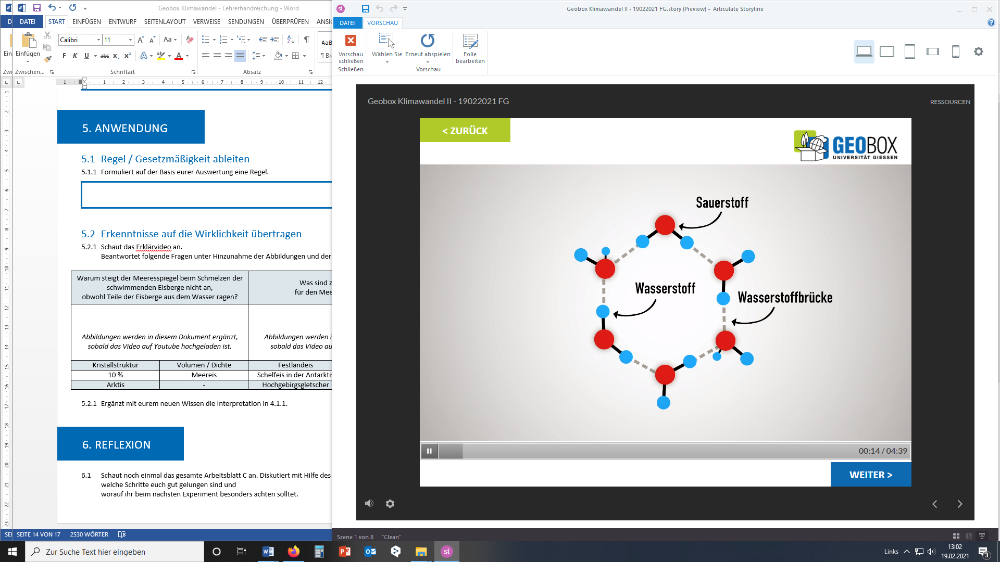 Geobox Klimawandel - Lehrerhandreichung - Word
DATEI START EINFÜGEN ENTWURF SEITENLAYOUT VERWEISE SENDUNGEN ÜBERPRÜFEN
Calibri 11
Einfügen
Zwischen...
Schriftart
Absatz
5. ANWENDUNG
5.1 Regel / Gesetzmäßigkeit ableiten
5.1.1 Formuliert auf der Basis eurer Auswertung eine Regel.
5.2 Erkenntnisse auf die Wirklichkeit übertragen
5.2.1 Schaut das Erklärvideo an.
Beantwortet folgende Fragen unter Hinzunahme der Abbildungen und der
Warum steigt der Meeresspiegel beim Schmelzen der
schwimmenden Eisberge nicht an,
obwohl Teile der Eisberge aus dem Wasser ragen?
Was sind z
für den Mee
Abbildungen werden in diesem Dokument ergänzt,
sobald das Video auf Youtube hochgeladen ist.
Abbildungen werden i
sobald das Video au
Kristallstruktur Volumen / Dichte Festlandeis
10 % Meereis Schelfeis in der Antarktis
Arktis - Hochgebirgsgletscher
5.2.1 Ergänzt mit eurem neuen Wissen die Interpretation in 4.1.1.
6. REFLEXION
6.1 Schaut noch einmal das gesamte Arbeitsblatt C an. Diskutiert mit Hilfe des
welche Schritte euch gut gelungen sind und
worauf ihr beim nächsten Experiment besonders achten solltet.
SEITE 14 VON 17 2530 WÖRTER
Geobox Klimawandel II - 19022021 FG.story (Preview) - Articulate Storyline
DATEI VORSCHAU
Vorschau schließen
Wählen Sie
Erneut abspielen
Folie bearbeiten
Schließen
Vorschau
Geobox Klimawandel II - 19022021 FG
RESSOURCEN
< ZURÜCK
GEOBOX
UNIVERSITÄT GIESSEN
Sauerstoff
Wasserstoff
Wasserstoffbrücke
00:14 / 04:39
WEITER >
Szene 1 von 8 "Clean"
Zur Suche Text hier eingeben
Links
13:02
19.02.2021
3